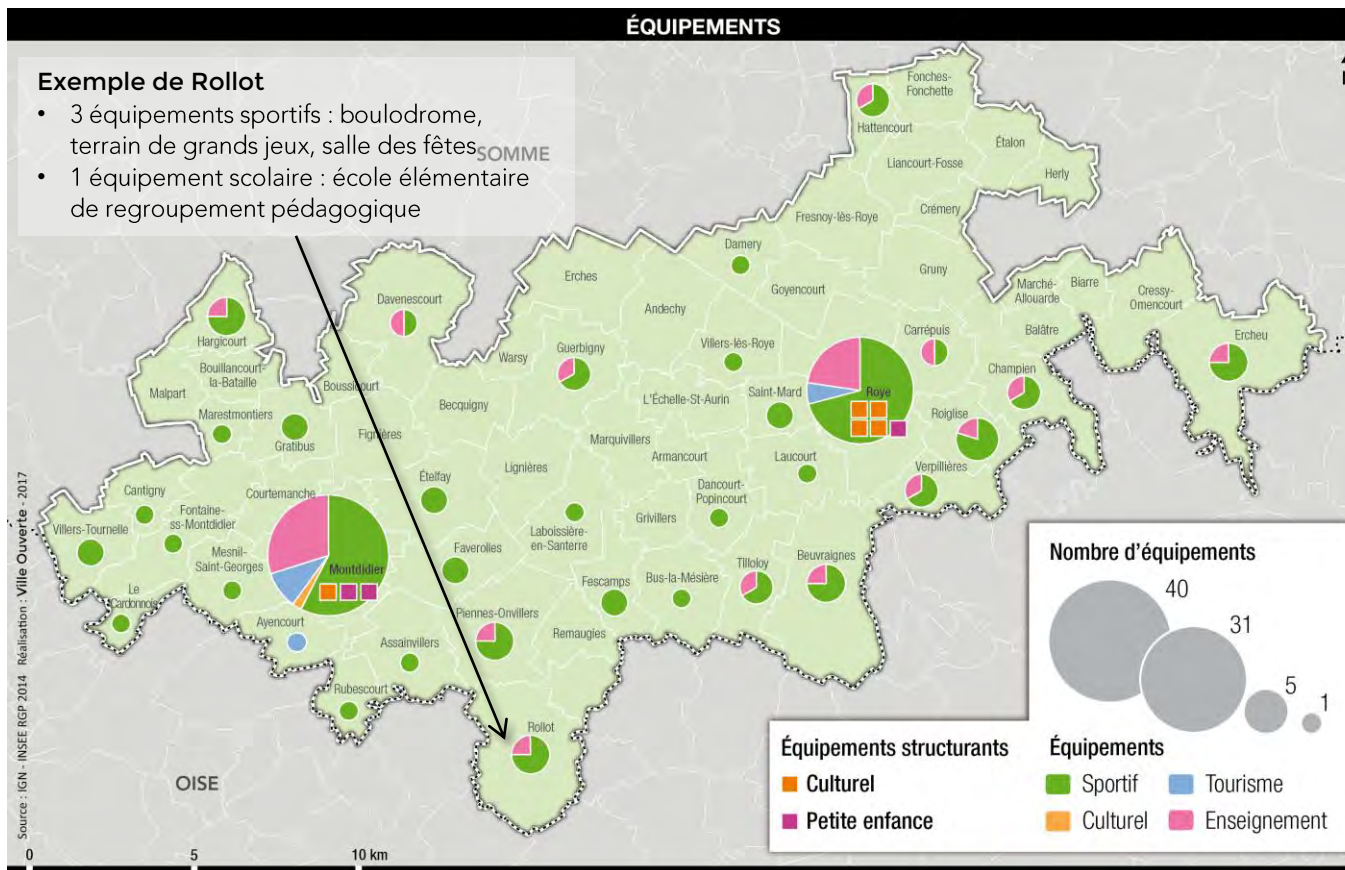 ÉQUIPEMENTS
Exemple de Rollot
• 3 équipements sportifs : boulodrome,
terrain de grands jeux, salle des fêtes
• 1 équipement scolaire : école élémentaire
de regroupement pédagogique
SOMME
Fonches-
Fonchette
Hattencourt
Étalon
Liancourt-Fosse
Herly
Crémery
Fresnoy-lès-Roye
Damery
Gruny
Erches
Goyencourt
Marché-
Allouarde
Biarre
Cressy-
Omencourt
Davenescourt
Andechy
Balâtre
Carrépuis
Ercheu
Hargicourt
Warsy
Guerbigny
Villers-lès-Roye
Champien
Bouillancourt-
la-Bataille
Malpart
Boussicourt
L'Échelle-St-Aurin
Saint-Mard
Roye
Becquigny
Roiglise
Marestmontiers
Gratibus
Fignières
Marquivillers
Armancourt
Laucourt
Verpillières
Lignières
Ételfay
Dancourt-
Popincourt
Cantigny
Courtemanche
Fontaine-
ss-Montdidier
Grivillers
Villers-Tournelle
Laboissière-
en-Santerre
Mesnil-
Saint-Georges
Montdidier
Faverolles
Tilloloy
Beuvraignes
Fescamps
Bus-la-Mésière
Le
Cardonnois
Piennes-Onvillers
Ayencourt
Remaugies
Assainvillers
Rubescourt
Rollot
OISE
Source : IGN - INSEE RGP 2014 Réalisation : Ville Ouverte - 2017
0 5 10 km
Nombre d'équipements
40
31
5
1
Équipements structurants
Culturel
Petite enfance
Équipements
Sportif
Tourisme
Culturel
Enseignement